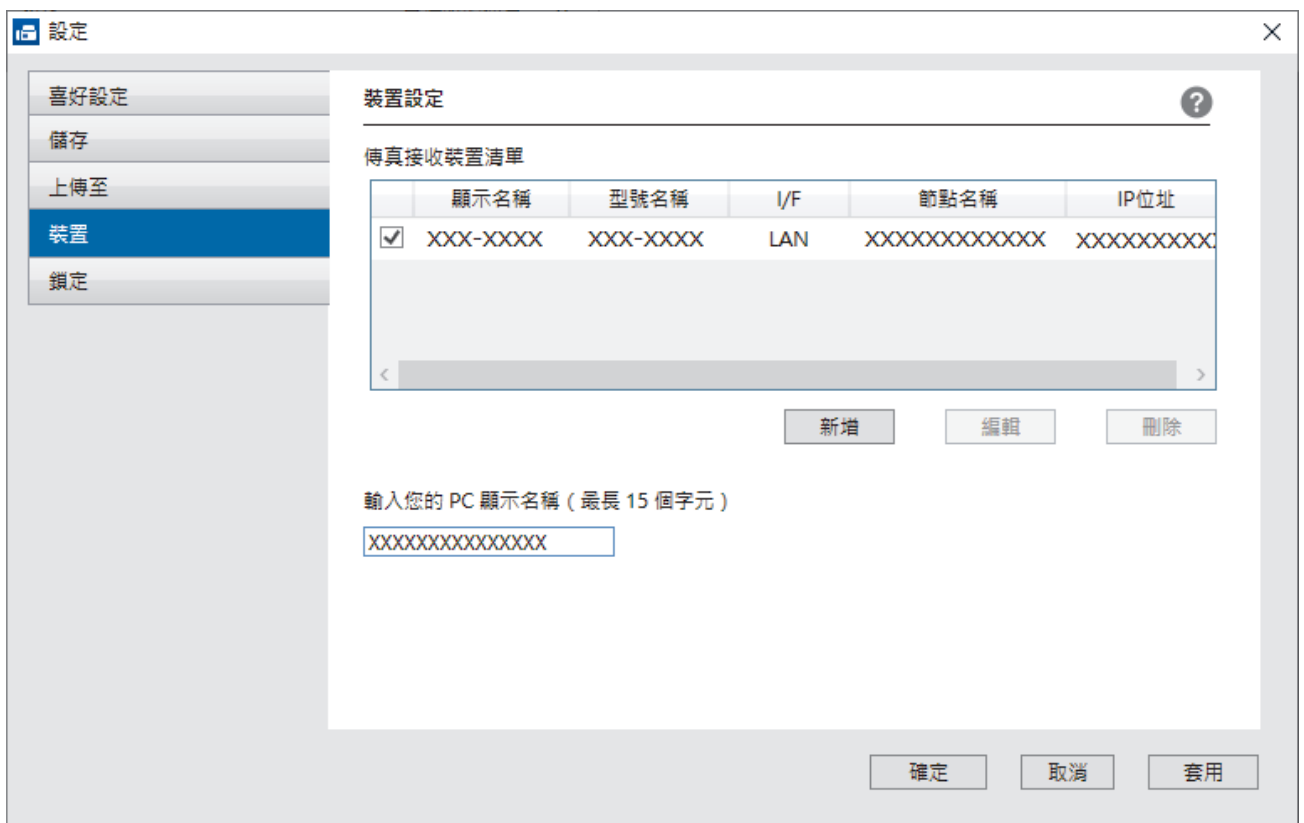 設定
喜好設定
儲存
上傳至
裝置
鎖定
裝置設定
傳真接收裝置清單
顯示名稱 型號名稱 I/F 節點名稱 IP位址
XXX-XXXX XXX-XXXX LAN XXXXXXXXXXXX XXXXXXXXXX
新增 編輯 刪除
輸入您的 PC 顯示名稱（最長 15 個字元）
XXXXXXXXXXXXXXX
確定 取消 套用